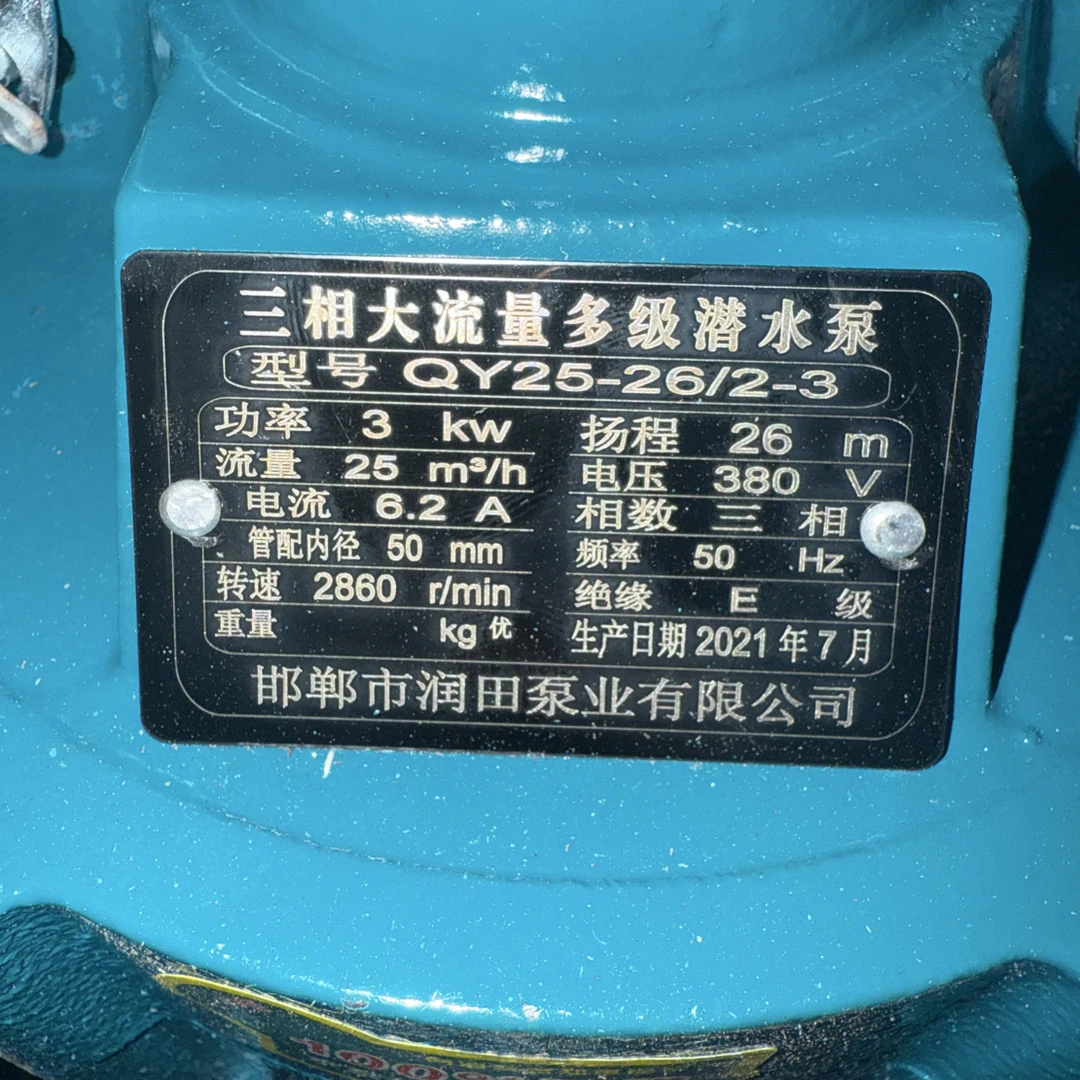 三相大流量多级潜水泵
型号 QY25-26/2-3
功率 3 kw 扬程 26 m
流量 25 m³/h 电压 380 V
电流 6.2 A 相数 三 相
管配内径 50 mm 频率 50 Hz
转速 2860 r/min 绝缘 E 级
重量 kg 优 生产日期 2021 年 7 月
邯郸市润田泵业有限公司